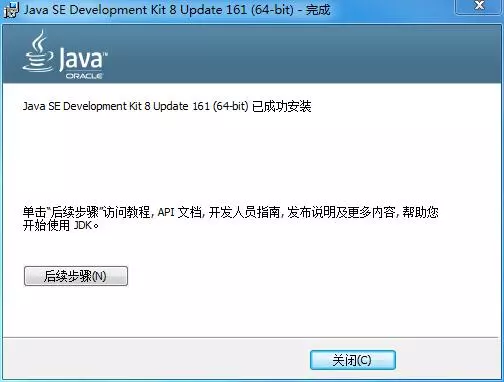 Java SE Development Kit 8 Update 161 (64-bit) - 完成
Java™
ORACLE
Java SE Development Kit 8 Update 161 (64-bit) 已成功安装
单击“后续步骤”访问教程, API 文档, 开发人员指南, 发布说明及更多内容, 帮助您
开始使用 JDK。
后续步骤(N)
关闭(C)